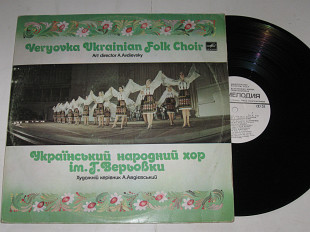 Veryovka Ukrainian Folk Choir
Art director A.Avdievsky
Український народний хор
ім. Г. Верьовки
Художній керівник А.Авдієвський
МЕЛОДИЯ